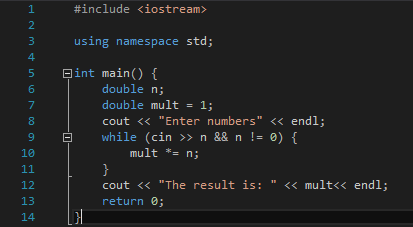 1 #include <iostream>
2
3 using namespace std;
4
5 int main() {
6 double n;
7 double mult = 1;
8 cout << "Enter numbers" << endl;
9 while (cin >> n && n != 0) {
10 mult *= n;
11 }
12 cout << "The result is: " << mult<< endl;
13 return 0;
14 }